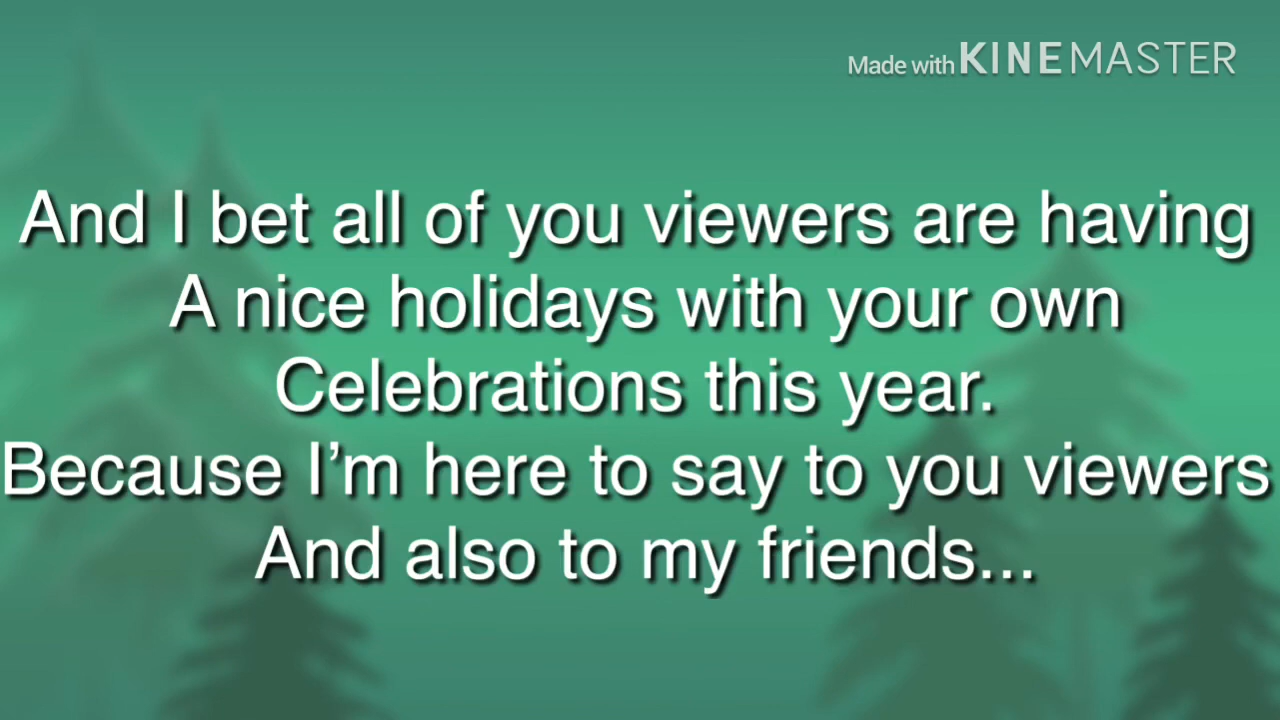 Made with KINEMASTER
And I bet all of you viewers are having
A nice holidays with your own
Celebrations this year.
Because I’m here to say to you viewers
And also to my friends...